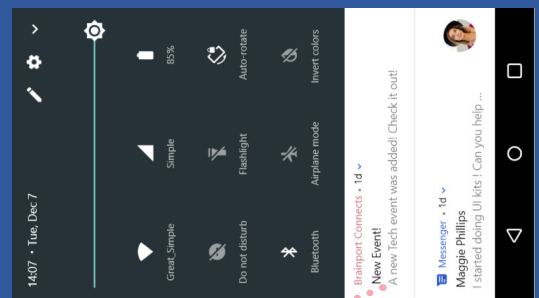 14:07 • Tue, Dec 7
Great_Simple
Simple
85%
Do not disturb
Flashlight
Auto-rotate
Bluetooth
Airplane mode
Invert colors
Brainport Connects • 1d
New Event!
A new Tech event was added! Check it out!
Messenger • 1d
Maggie Phillips
I started doing UI kits ! Can you help ...